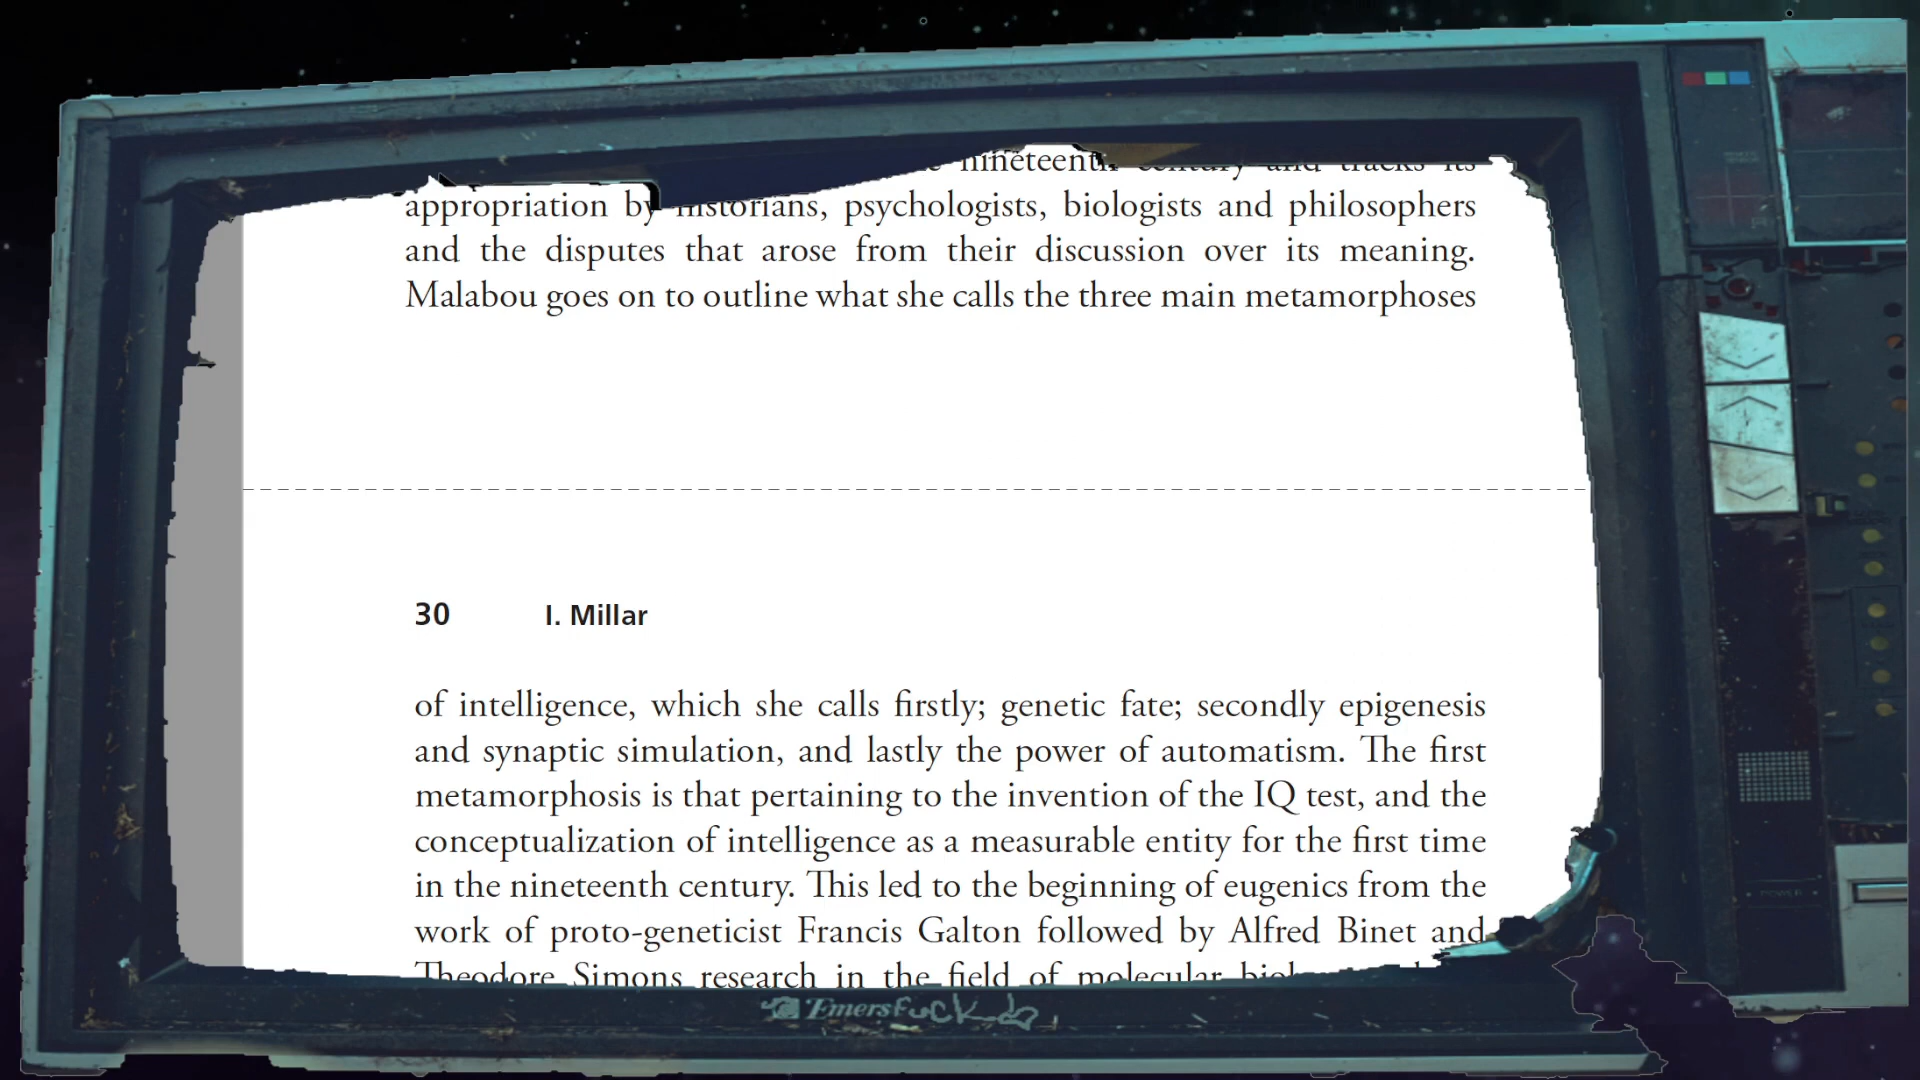 nineteenth century and tracks its
appropriation by historians, psychologists, biologists and philosophers
and the disputes that arose from their discussion over its meaning.
Malabou goes on to outline what she calls the three main metamorphoses
30 I. Millar
of intelligence, which she calls firstly; genetic fate; secondly epigenesis
and synaptic simulation, and lastly the power of automatism. The first
metamorphosis is that pertaining to the invention of the IQ test, and the
conceptualization of intelligence as a measurable entity for the first time
in the nineteenth century. This led to the beginning of eugenics from the
work of proto-geneticist Francis Galton followed by Alfred Binet and
Theodore Simons research in the field of molecular
POWER